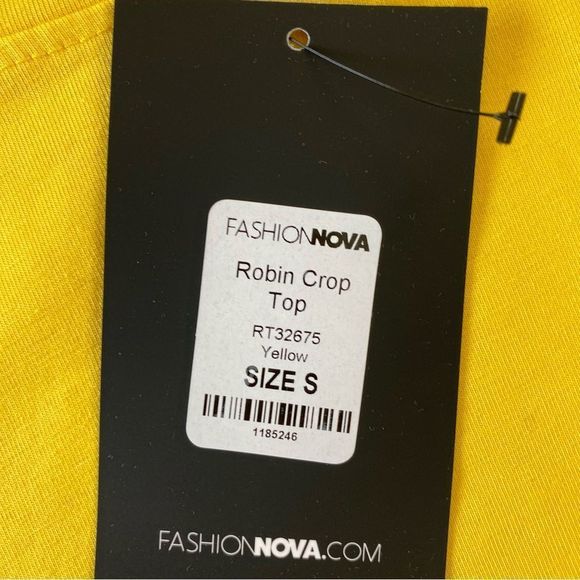 FASHIONNOVA
Robin Crop
Top
RT32675
Yellow
SIZE S
1185246
FASHIONNOVA.COM